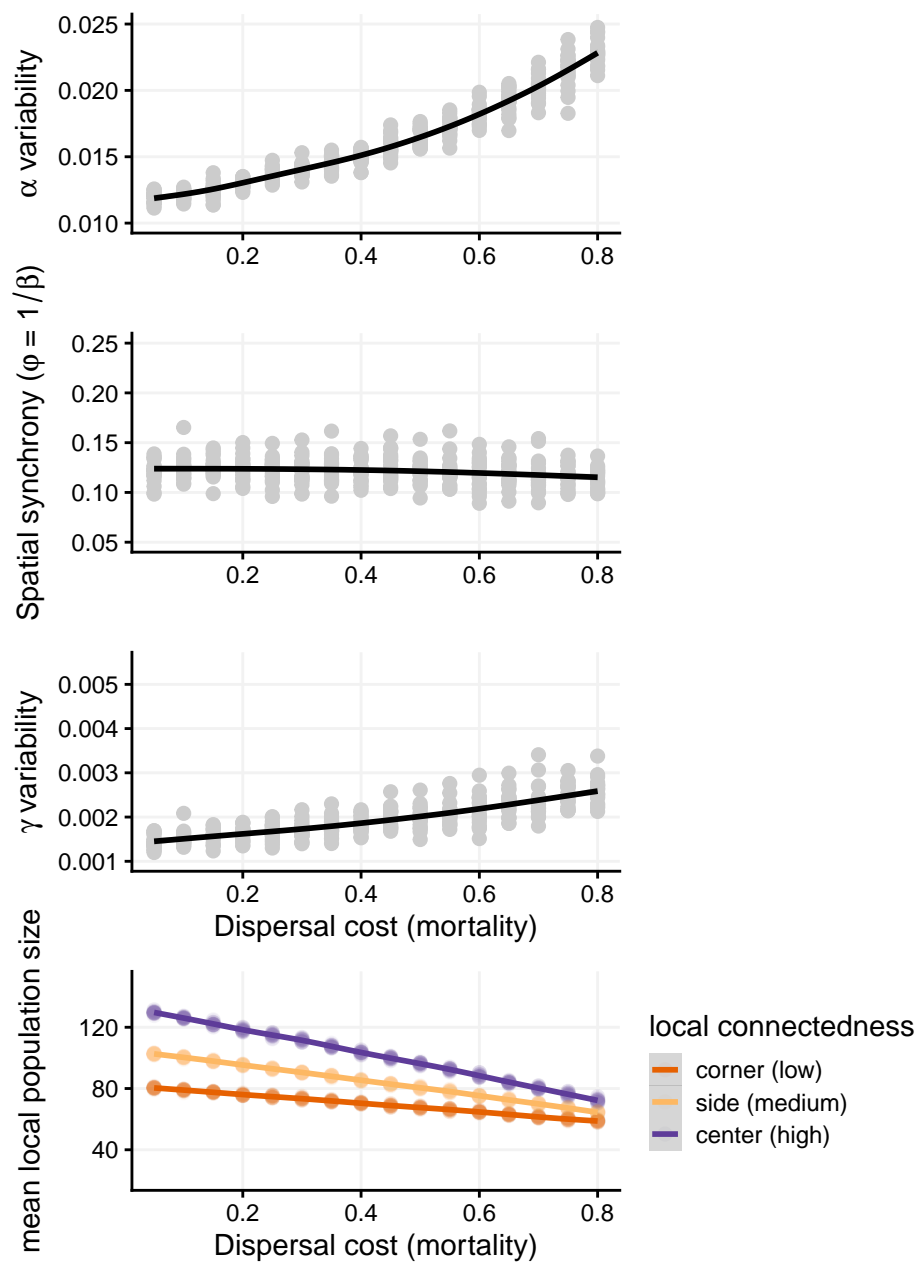 α variability
0.025
0.020
0.015
0.010
0.2 0.4 0.6 0.8
Spatial synchrony (φ = 1/β)
0.25
0.20
0.15
0.10
0.05
0.2 0.4 0.6 0.8
γ variability
0.005
0.004
0.003
0.002
0.001
0.2 0.4 0.6 0.8
Dispersal cost (mortality)
mean local population size
120
80
40
0.2 0.4 0.6 0.8
Dispersal cost (mortality)
local connectedness
corner (low)
side (medium)
center (high)